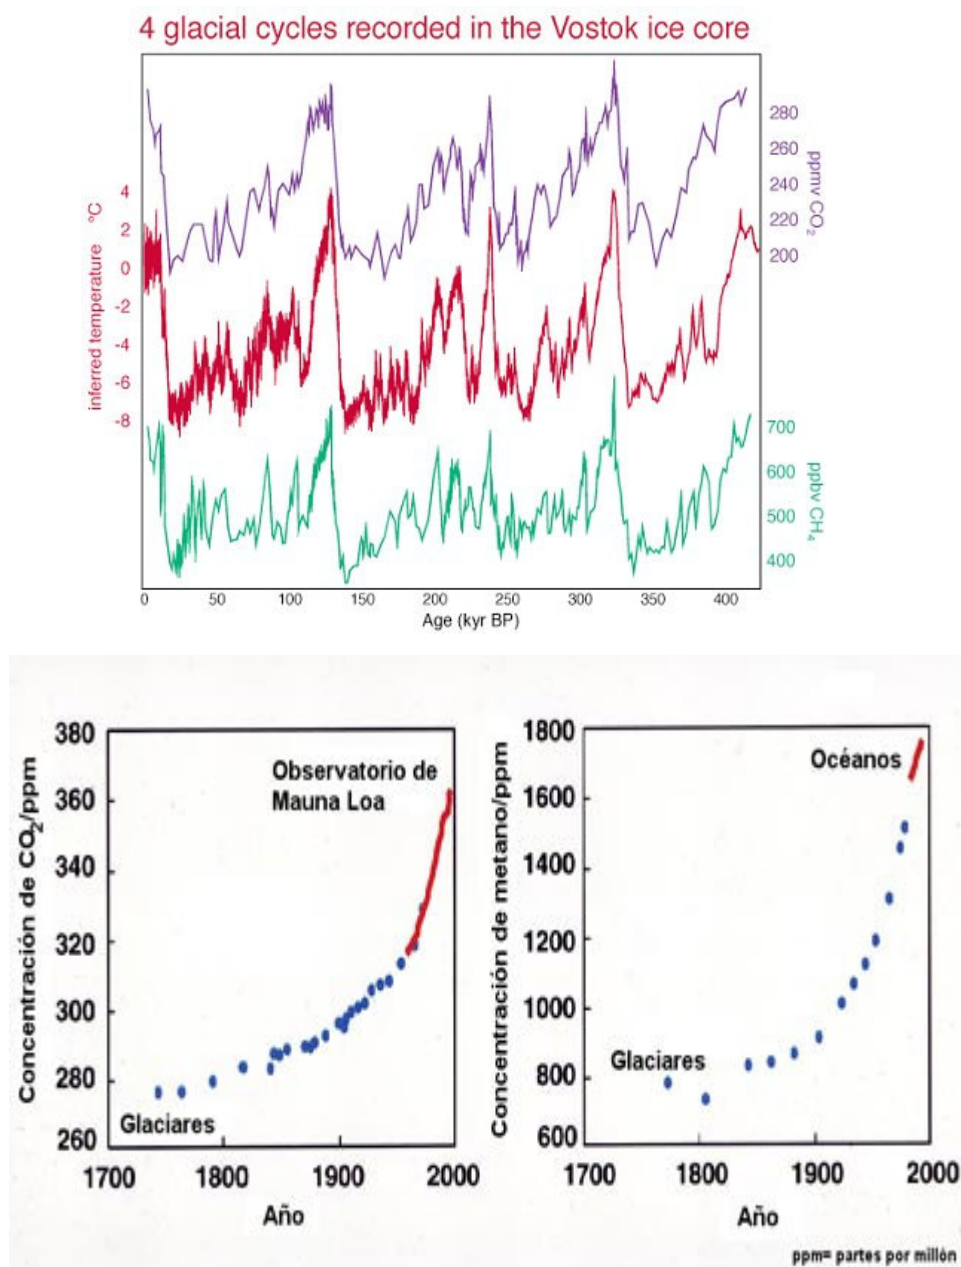 4 glacial cycles recorded in the Vostok ice core
280
260
240
220
200
ppmv CO₂
4
2
0
-2
-4
-6
-8
inferred temperature °C
700
600
500
400
ppbv CH₄
0 50 100 150 200 250 300 350 400
Age (kyr BP)
380
360
340
320
300
280
260
Concentración de CO₂/ppm
Observatorio de
Mauna Loa
Glaciares
1700 1800 1900 2000
Año
1800
1600
1400
1200
1000
800
600
Concentración de metano/ppm
Océanos
Glaciares
1700 1800 1900 2000
Año
ppm= partes por millón